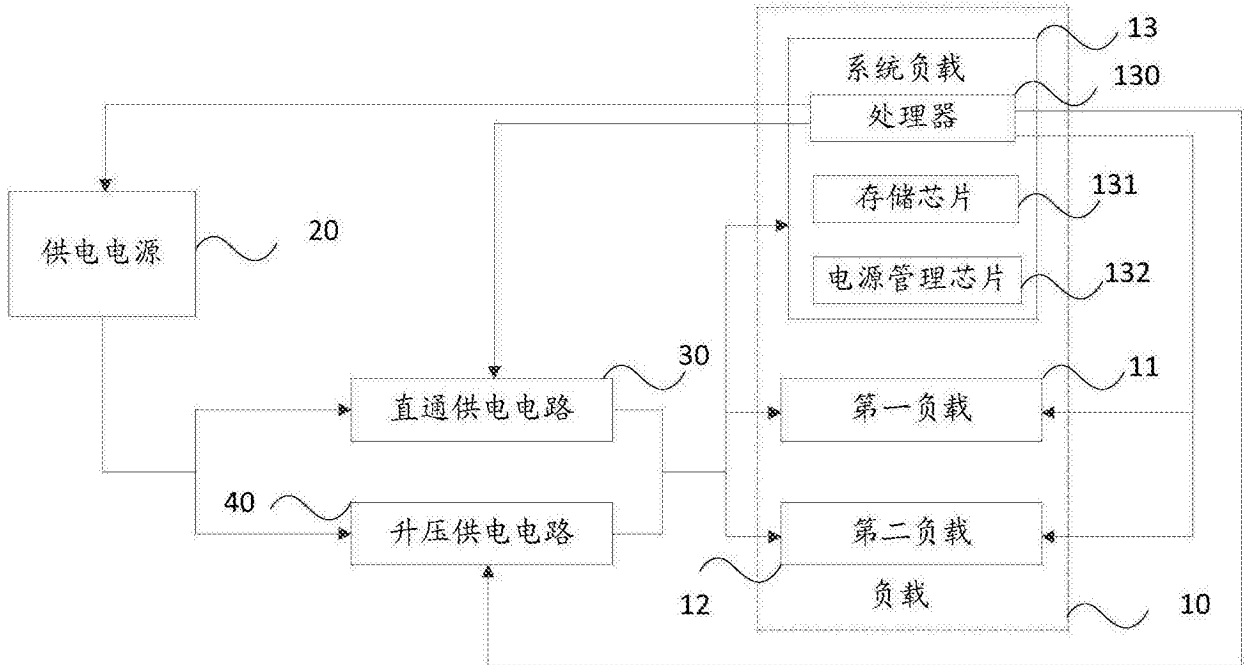 13
系统负载
130
处理器
131
存储芯片
20
供电电源
132
电源管理芯片
30
11
直通供电电路
第一负载
40
升压供电电路
第二负载
12
负载
10